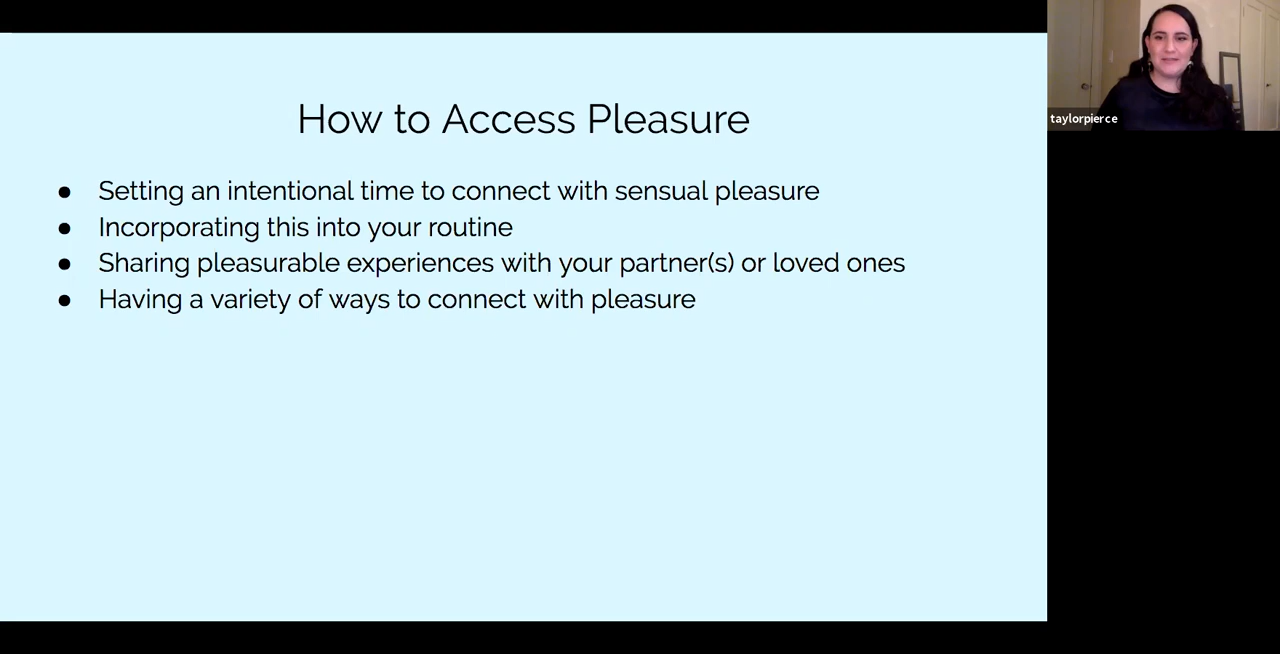 How to Access Pleasure
● Setting an intentional time to connect with sensual pleasure
● Incorporating this into your routine
● Sharing pleasurable experiences with your partner(s) or loved ones
● Having a variety of ways to connect with pleasure
taylorpierce